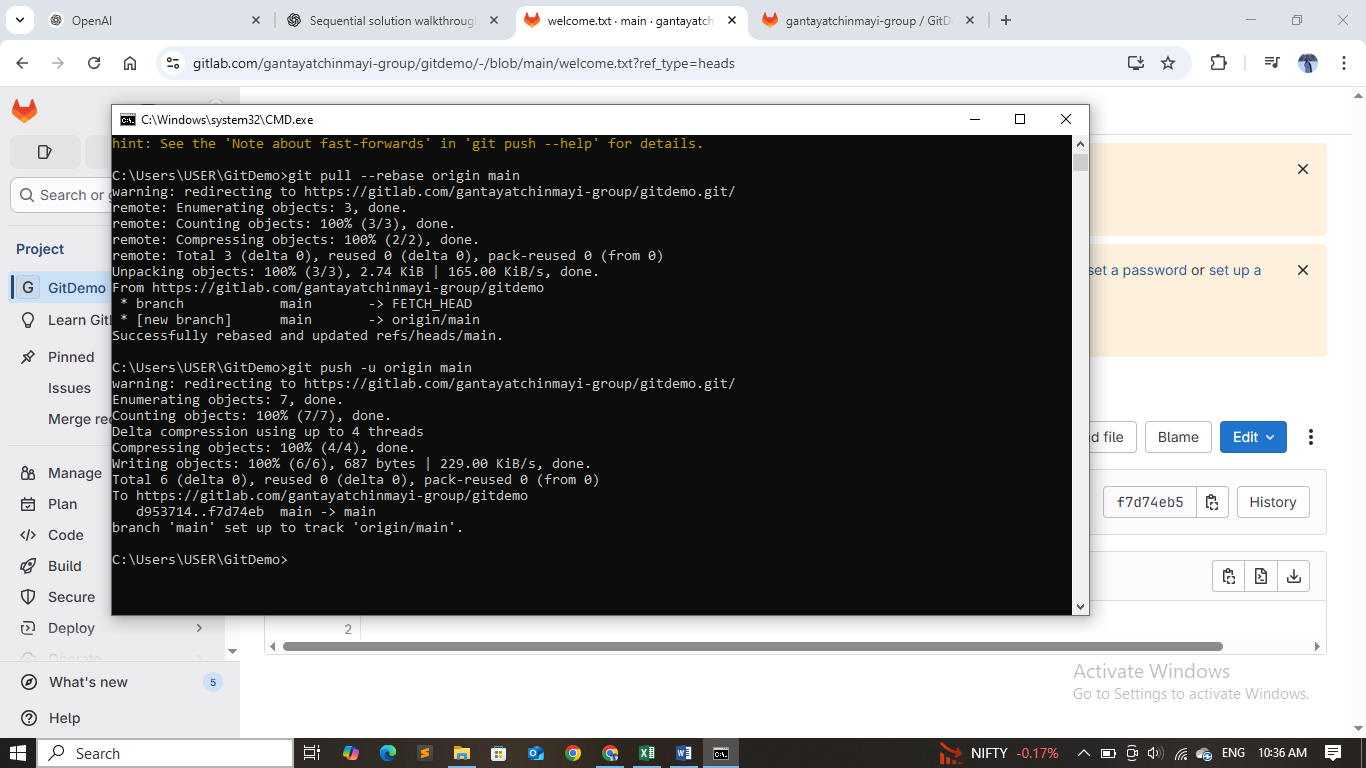 OpenAI
Sequential solution walkthroug
welcome.txt · main · gantayatch
gantayatchinmayi-group / GitD
gitlab.com/gantayatchinmayi-group/gitdemo/-/blob/main/welcome.txt?ref_type=heads
C:\Windows\system32\CMD.exe
hint: See the 'Note about fast-forwards' in 'git push --help' for details.
C:\Users\USER\GitDemo>git pull --rebase origin main
warning: redirecting to https://gitlab.com/gantayatchinmayi-group/gitdemo.git/
remote: Enumerating objects: 3, done.
remote: Counting objects: 100% (3/3), done.
remote: Compressing objects: 100% (2/2), done.
remote: Total 3 (delta 0), reused 0 (delta 0), pack-reused 0 (from 0)
Unpacking objects: 100% (3/3), 2.74 KiB | 165.00 KiB/s, done.
From https://gitlab.com/gantayatchinmayi-group/gitdemo
 * branch            main       -> FETCH_HEAD
 * [new branch]      main       -> origin/main
Successfully rebased and updated refs/heads/main.
C:\Users\USER\GitDemo>git push -u origin main
warning: redirecting to https://gitlab.com/gantayatchinmayi-group/gitdemo.git/
Enumerating objects: 7, done.
Counting objects: 100% (7/7), done.
Delta compression using up to 4 threads
Compressing objects: 100% (4/4), done.
Writing objects: 100% (6/6), 687 bytes | 229.00 KiB/s, done.
Total 6 (delta 0), reused 0 (delta 0), pack-reused 0 (from 0)
To https://gitlab.com/gantayatchinmayi-group/gitdemo
   d953714..f7d74eb  main -> main
branch 'main' set up to track 'origin/main'.
C:\Users\USER\GitDemo>
Search or g
Project
G GitDemo
Learn GitL
Pinned
Issues
Merge rec
Manage
Plan
Code
Build
Secure
Deploy
Operate
What's new 5
Help
set a password or set up a
d file
Blame
Edit
f7d74eb5
History
2
Activate Windows
Go to Settings to activate Windows.
Search
NIFTY -0.17%
ENG
10:36 AM